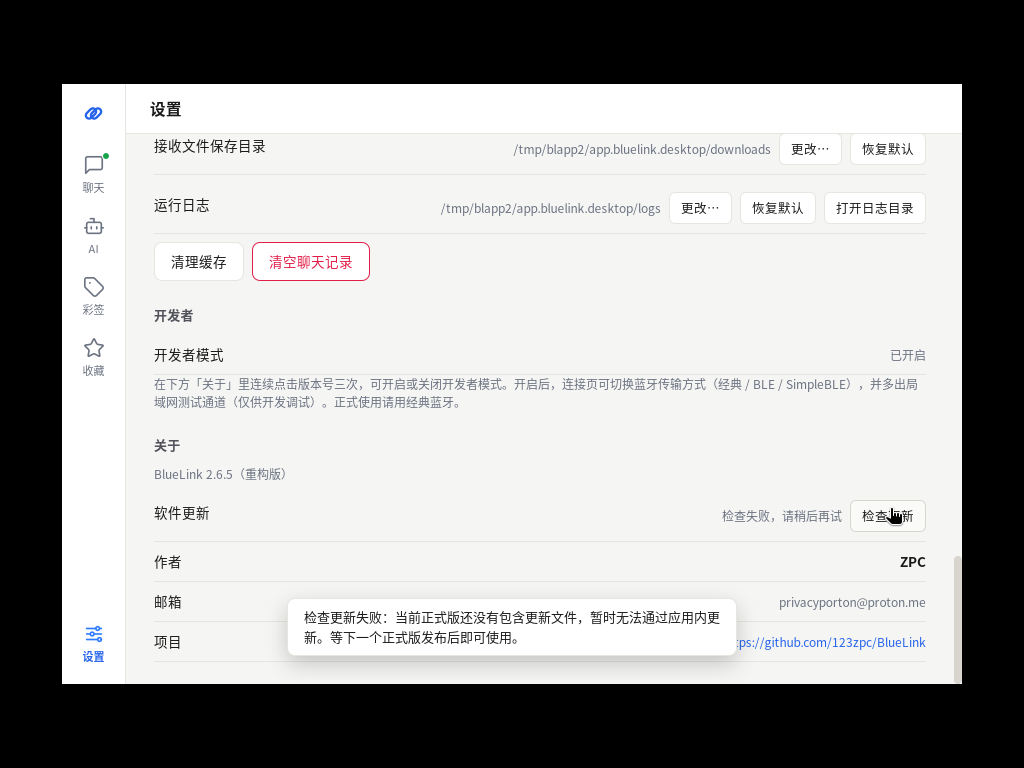 设置
聊天
AI
彩签
收藏
设置
接收文件保存目录
/tmp/blapp2/app.bluelink.desktop/downloads
更改…
恢复默认
运行日志
/tmp/blapp2/app.bluelink.desktop/logs
更改…
恢复默认
打开日志目录
清理缓存
清空聊天记录
开发者
开发者模式
已开启
在下方「关于」里连续点击版本号三次，可开启或关闭开发者模式。开启后，连接页可切换蓝牙传输方式（经典 / BLE / SimpleBLE），并多出局
域网测试通道（仅供开发调试）。正式使用请用经典蓝牙。
关于
BlueLink 2.6.5（重构版）
软件更新
检查失败，请稍后再试
检查更新
作者
ZPC
邮箱
privacyporton@proton.me
检查更新失败：当前正式版还没有包含更新文件，暂时无法通过应用内更
新。等下一个正式版发布后即可使用。
项目
ps://github.com/123zpc/BlueLink